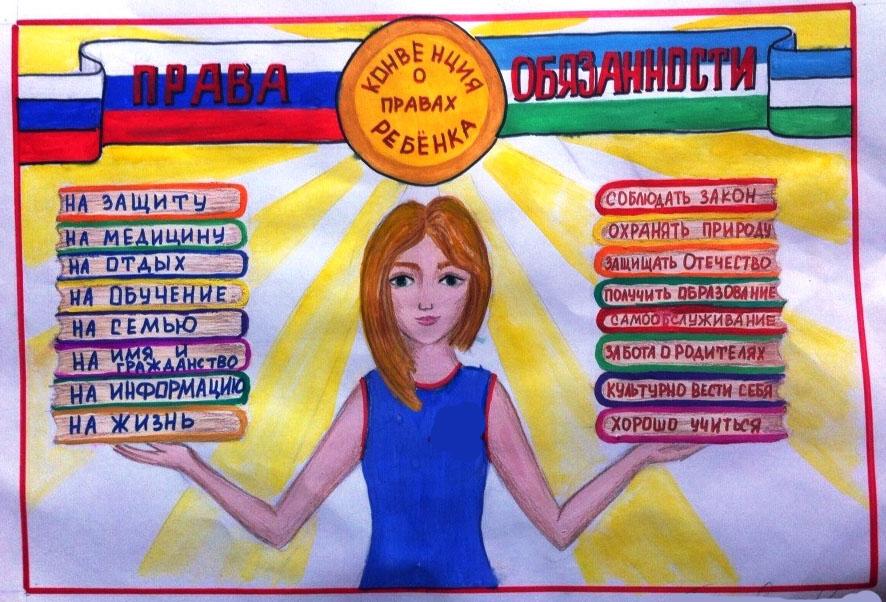 ПРАВА
КОНВЕНЦИЯ
О
ПРАВАХ
РЕБЁНКА
ОБЯЗАННОСТИ
НА ЗАЩИТУ
НА МЕДИЦИНУ
НА ОТДЫХ
НА ОБУЧЕНИЕ
НА СЕМЬЮ
НА ИМЯ И
ГРАЖДАНСТВО
НА ИНФОРМАЦИЮ
НА ЖИЗНЬ
СОБЛЮДАТЬ ЗАКОН
ОХРАНЯТЬ ПРИРОДУ
ЗАЩИЩАТЬ ОТЕЧЕСТВО
ПОЛУЧИТЬ ОБРАЗОВАНИЕ
САМООБСЛУЖИВАНИЕ
ЗАБОТА О РОДИТЕЛЯХ
КУЛЬТУРНО ВЕСТИ СЕБЯ
ХОРОШО УЧИТЬСЯ